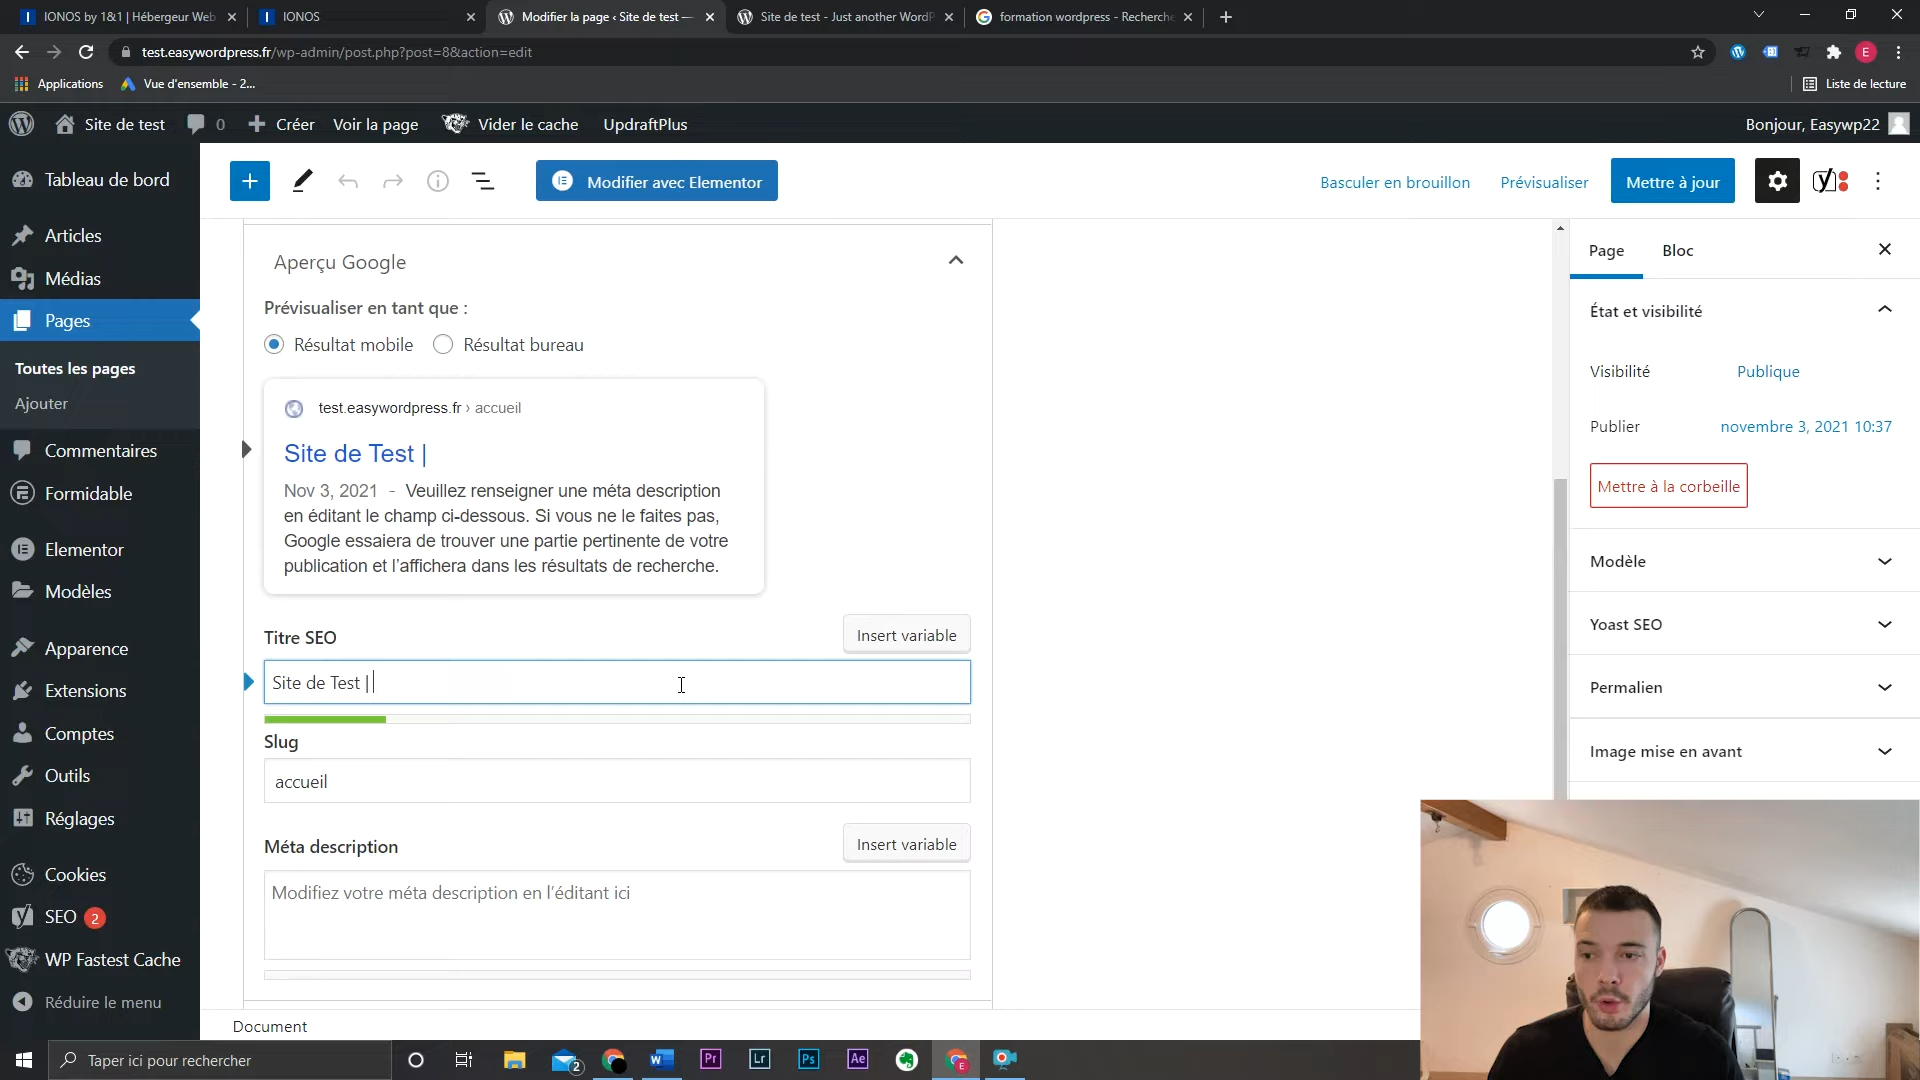 IONOS by 1&1 | Hébergeur Web
IONOS
Modifier la page ‹ Site de test —
Site de test - Just another WordP
formation wordpress - Recherche
test.easywordpress.fr/wp-admin/post.php?post=8&action=edit
E
Applications
Vue d'ensemble - 2...
Liste de lecture
Site de test
0
Créer
Voir la page
Vider le cache
UpdraftPlus
Bonjour, Easywp22
Tableau de bord
Articles
Médias
Pages
Toutes les pages
Ajouter
Commentaires
Formidable
Elementor
Modèles
Apparence
Extensions
Comptes
Outils
Réglages
Cookies
SEO 2
WP Fastest Cache
Réduire le menu
Modifier avec Elementor
Basculer en brouillon
Prévisualiser
Mettre à jour
Aperçu Google
Prévisualiser en tant que :
Résultat mobile
Résultat bureau
test.easywordpress.fr › accueil
Site de Test |
Nov 3, 2021 - Veuillez renseigner une méta description
en éditant le champ ci-dessous. Si vous ne le faites pas,
Google essaiera de trouver une partie pertinente de votre
publication et l'affichera dans les résultats de recherche.
Titre SEO
Insert variable
Site de Test |
Slug
accueil
Méta description
Insert variable
Modifiez votre méta description en l'éditant ici
Document
Page
Bloc
État et visibilité
Visibilité
Publique
Publier
novembre 3, 2021 10:37
Mettre à la corbeille
Modèle
Yoast SEO
Permalien
Image mise en avant
Taper ici pour rechercher
2
W
Pr
Lr
Ps
Ae